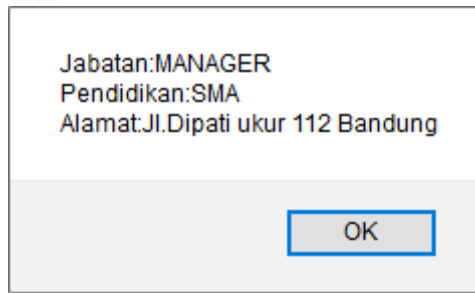 Jabatan:MANAGER
Pendidikan:SMA
Alamat:Jl.Dipati ukur 112 Bandung
OK